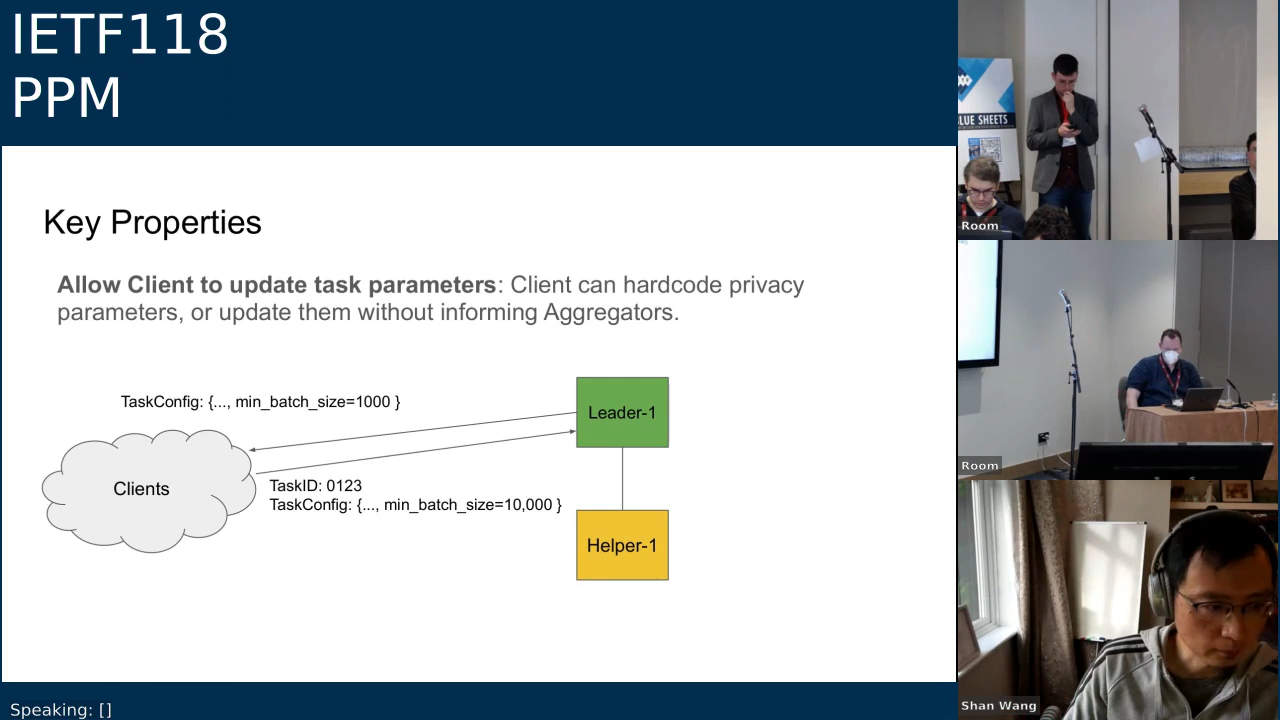 IETF118
PPM
Key Properties
Allow Client to update task parameters: Client can hardcode privacy
parameters, or update them without informing Aggregators.
TaskConfig: {..., min_batch_size=1000 }
Leader-1
Clients
TaskID: 0123
TaskConfig: {..., min_batch_size=10,000 }
Helper-1
Speaking: []
BLUE SHEETS
Room
Room
Shan Wang